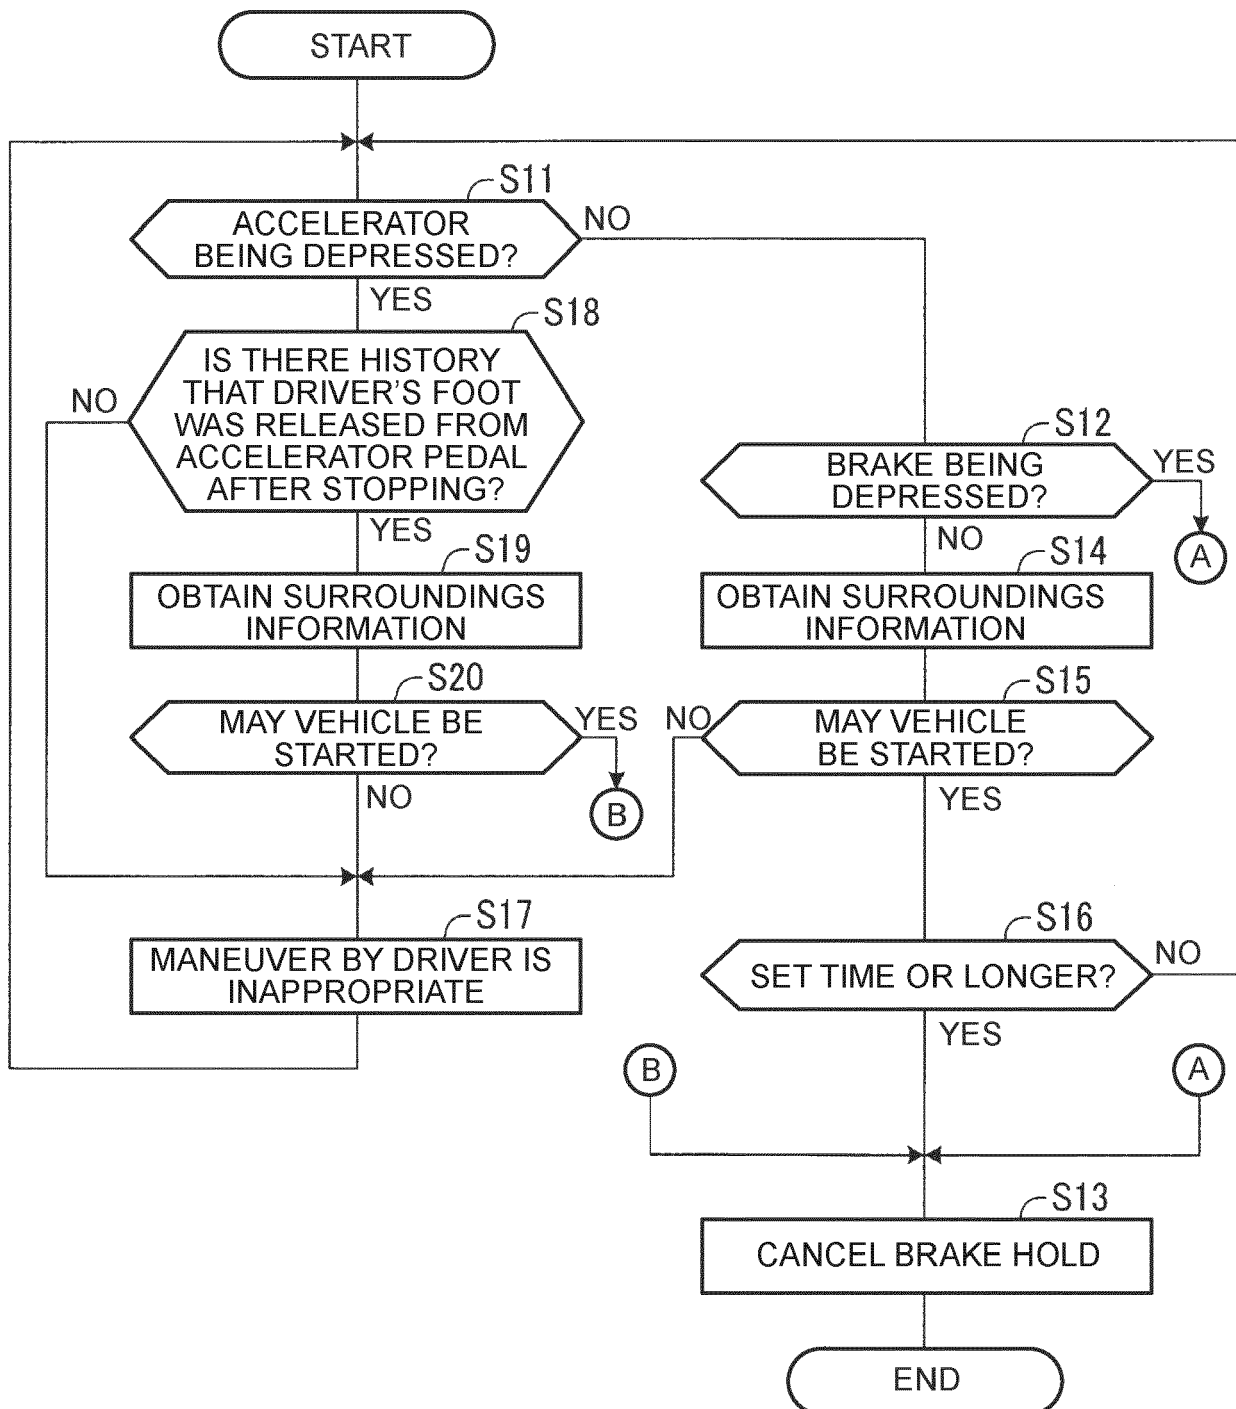 START
S11
ACCELERATOR
BEING DEPRESSED?
NO
YES
S18
IS THERE HISTORY
THAT DRIVER'S FOOT
WAS RELEASED FROM
ACCELERATOR PEDAL
AFTER STOPPING?
NO
YES
S12
BRAKE BEING
DEPRESSED?
YES
A
NO
S19
OBTAIN SURROUNDINGS
INFORMATION
S14
OBTAIN SURROUNDINGS
INFORMATION
S20
MAY VEHICLE BE
STARTED?
YES
B
NO
S15
MAY VEHICLE
BE STARTED?
NO
YES
S17
MANEUVER BY DRIVER IS
INAPPROPRIATE
S16
SET TIME OR LONGER?
NO
YES
B
A
S13
CANCEL BRAKE HOLD
END